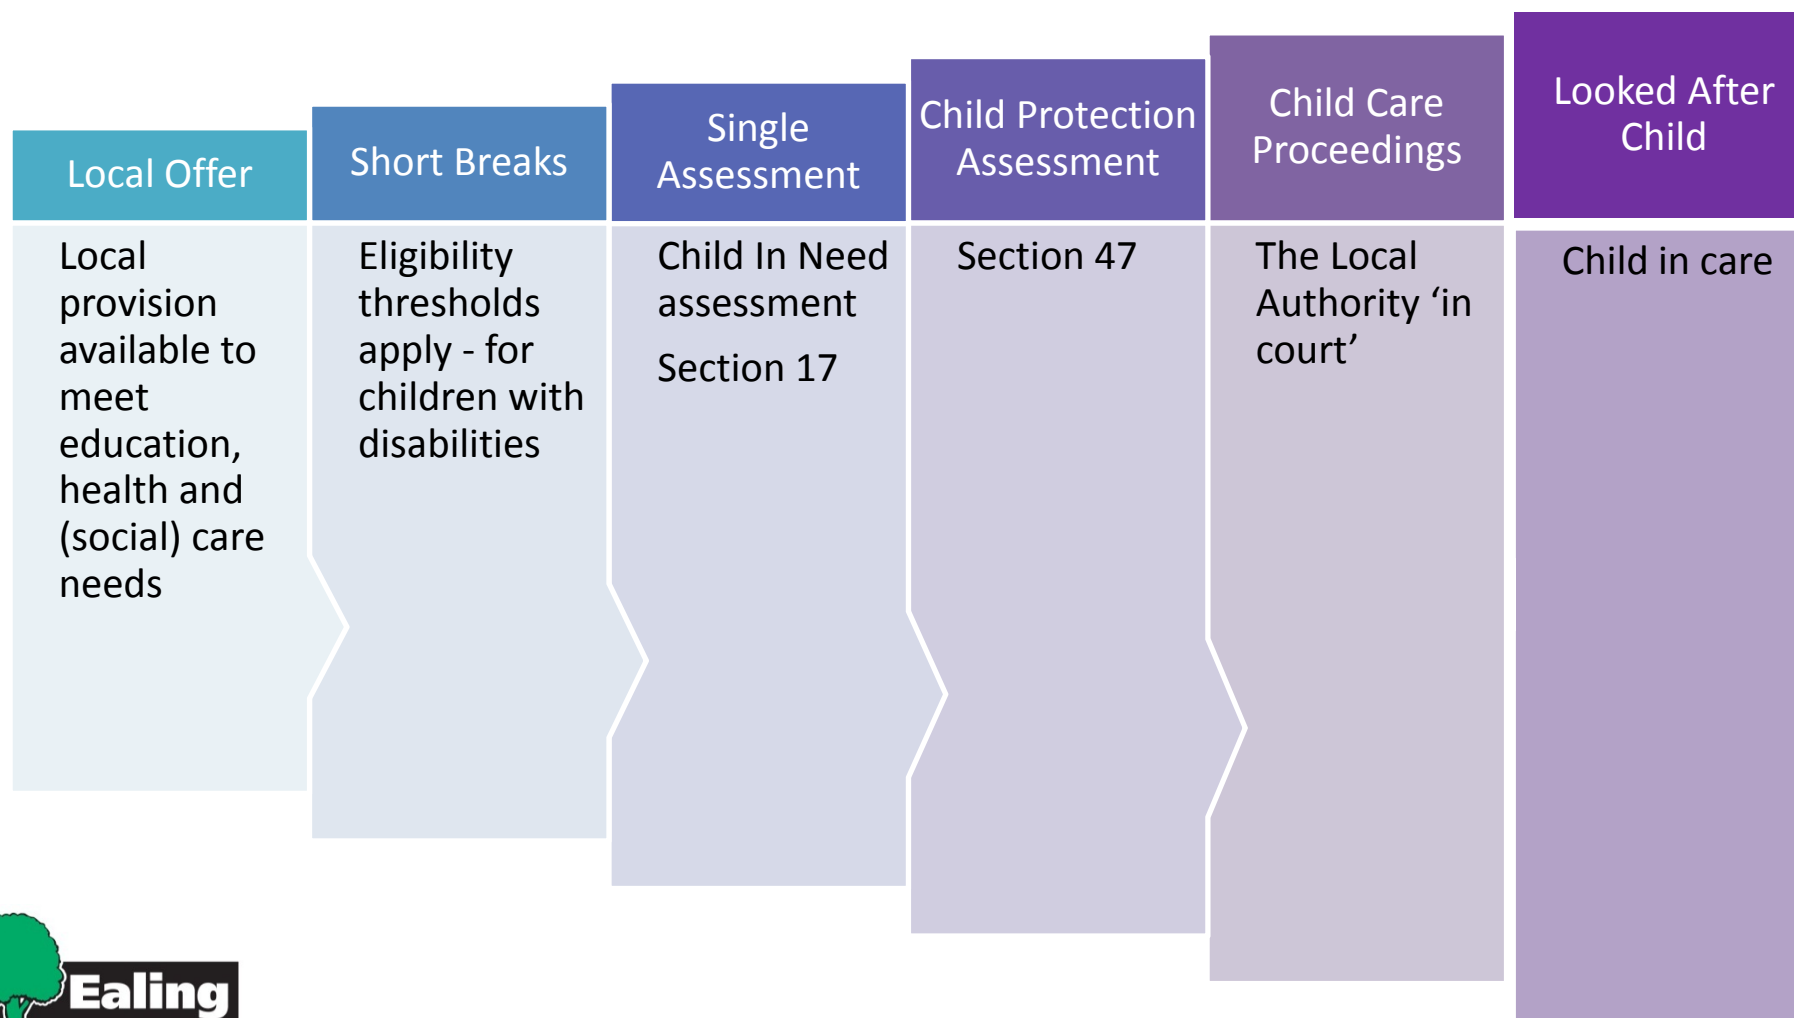 Local Offer
Local
provision
available to
meet
education,
health and
(social) care
needs
Short Breaks
Eligibility
thresholds
apply - for
children with
disabilities
Single
Assessment
Child In Need
assessment
Section 17
Child Protection
Assessment
Section 47
Child Care
Proceedings
The Local
Authority ‘in
court’
Looked After
Child
Child in care
Ealing